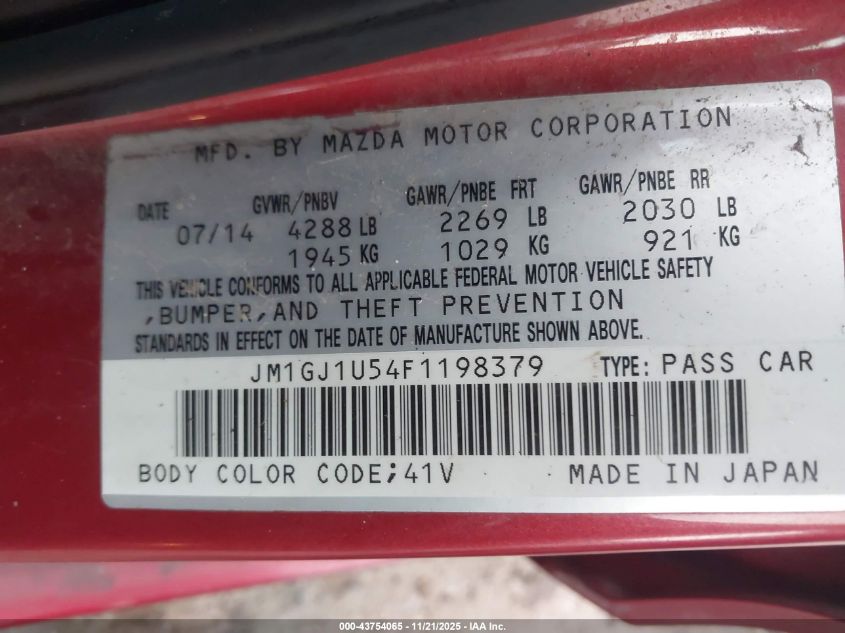 MFD. BY MAZDA MOTOR CORPORATION
DATE GVWR/PNBV GAWR/PNBE FRT GAWR/PNBE RR
07/14 4288 LB 2269 LB 2030 LB
1945 KG 1029 KG 921 KG
THIS VEHICLE CONFORMS TO ALL APPLICABLE FEDERAL MOTOR VEHICLE SAFETY
,BUMPER,AND THEFT PREVENTION
STANDARDS IN EFFECT ON THE DATE OF MANUFACTURE SHOWN ABOVE.
JM1GJ1U54F1198379 TYPE: PASS CAR
BODY COLOR CODE;41V MADE IN JAPAN
000-43754065 - 11/21/2025 - IAA Inc.